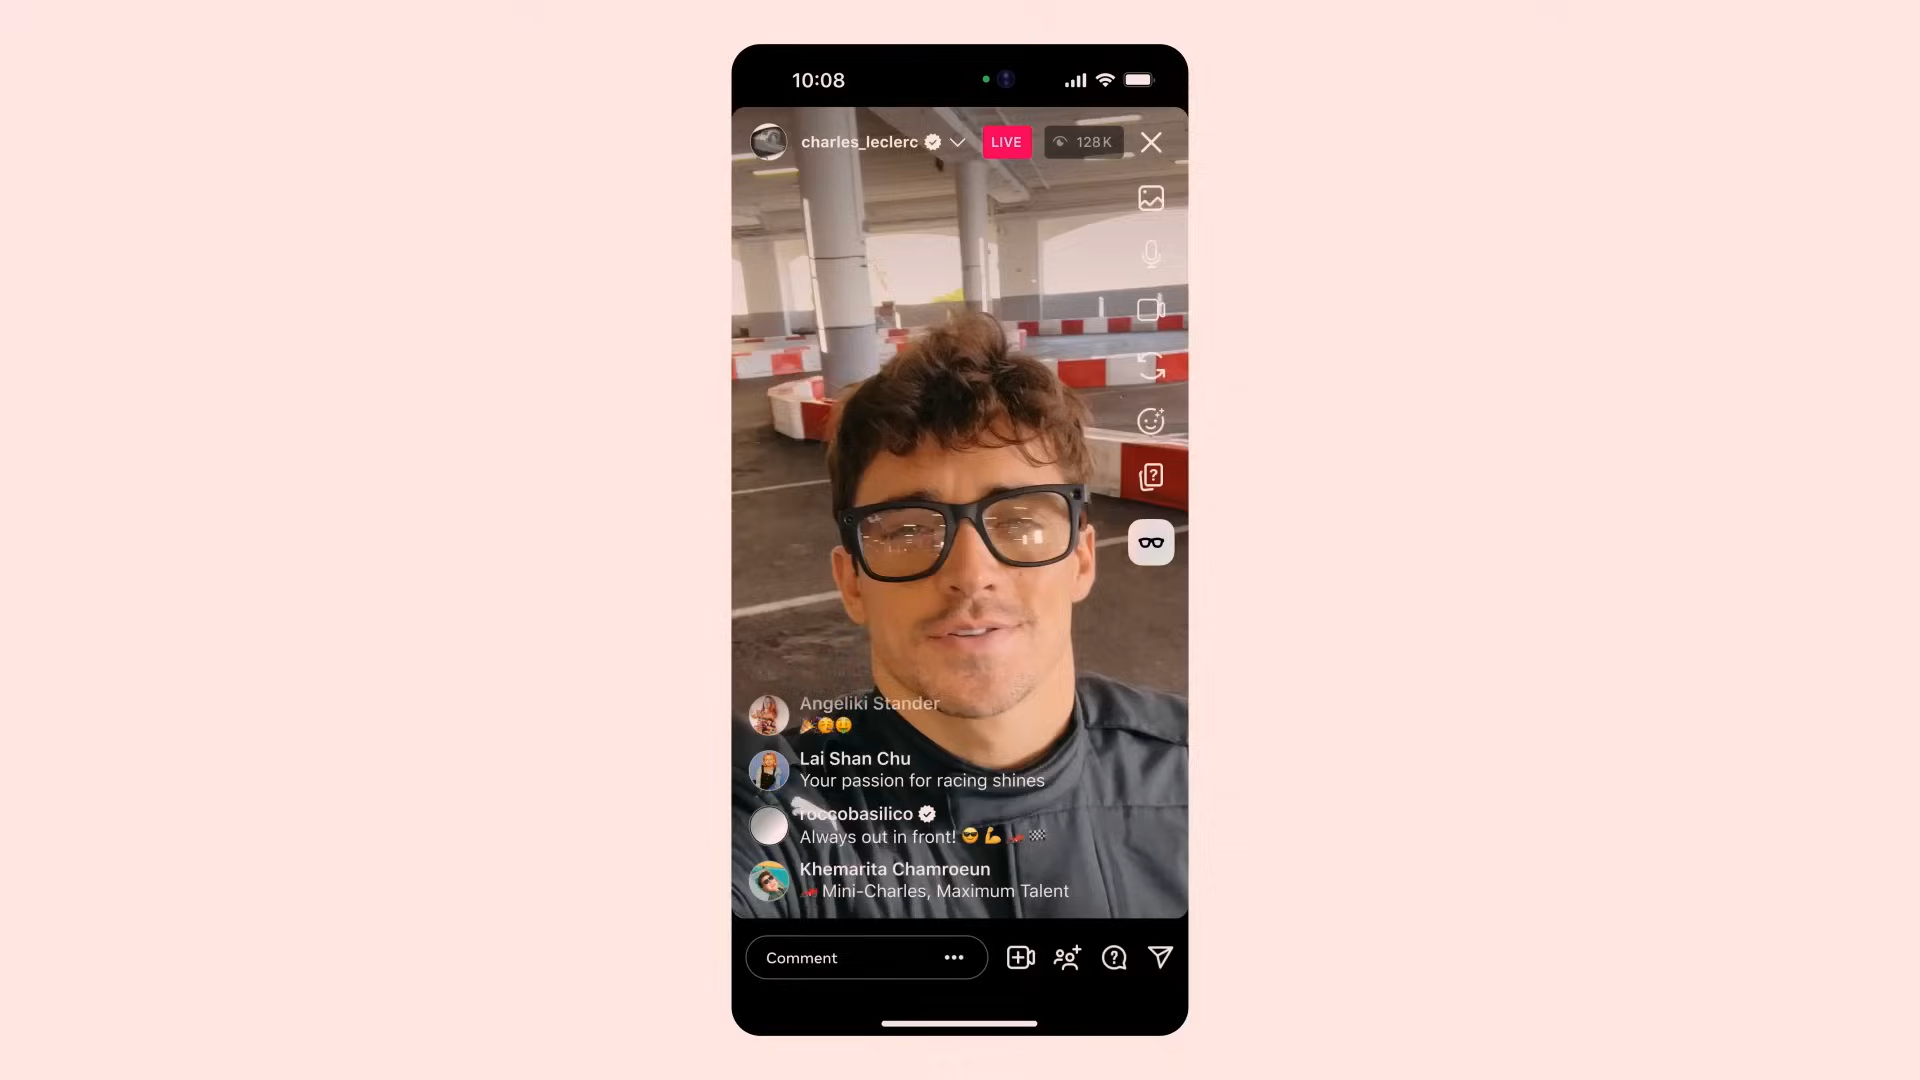 10:08
charles_leclerc
LIVE
128K
Angeliki Stander
🎉🥳🤑
Lai Shan Chu
Your passion for racing shines
roccobasilico
Always out in front! 😎💪🏎️🏁
Khemarita Chamroeun
🏎️ Mini-Charles, Maximum Talent
Comment